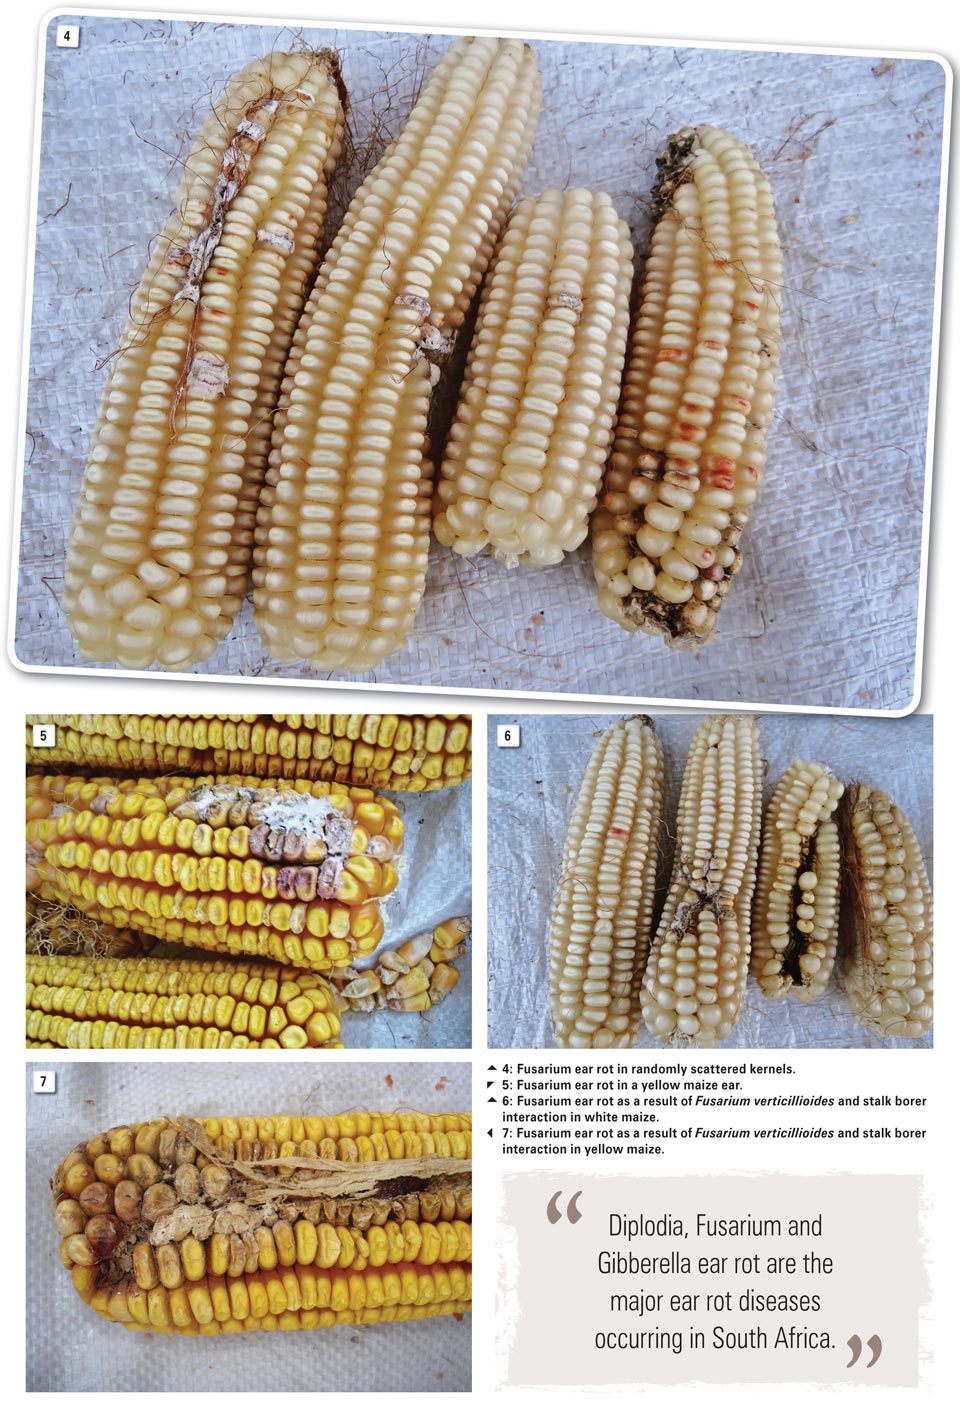 4
5
6
7
4: Fusarium ear rot in randomly scattered kernels.
5: Fusarium ear rot in a yellow maize ear.
6: Fusarium ear rot as a result of Fusarium verticillioides and stalk borer
interaction in white maize.
7: Fusarium ear rot as a result of Fusarium verticillioides and stalk borer
interaction in yellow maize.
“
Diplodia, Fusarium and
Gibberella ear rot are the
major ear rot diseases
occurring in South Africa.
”